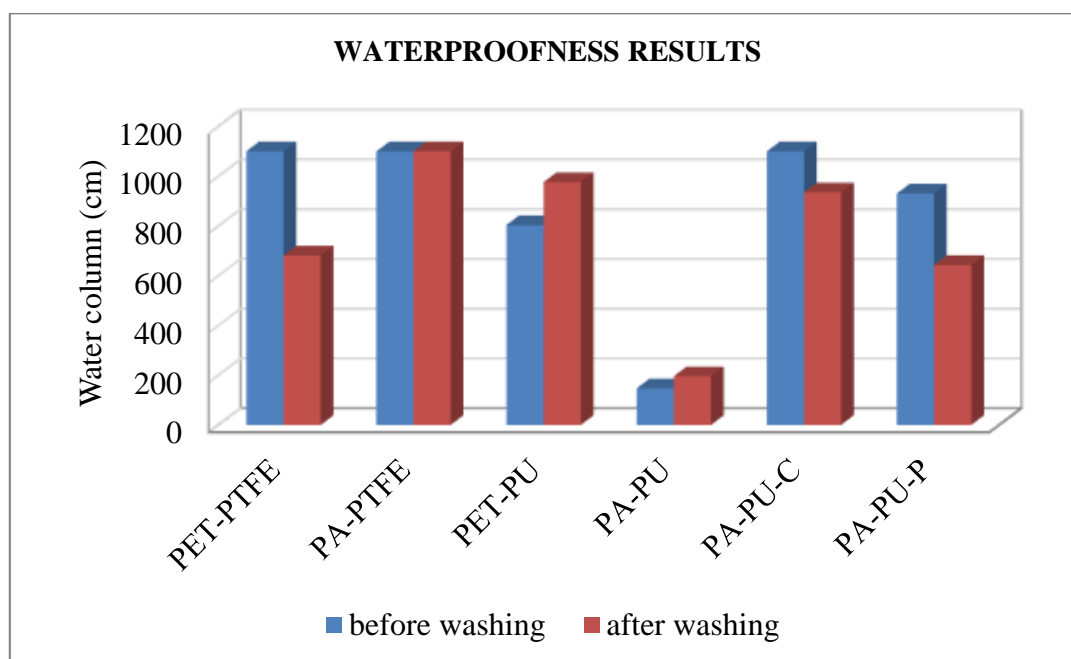 WATERPROOFNESS RESULTS
Water column (cm)
1200
1000
800
600
400
200
0
PET-PTFE
PA-PTFE
PET-PU
PA-PU
PA-PU-C
PA-PU-P
before washing
after washing